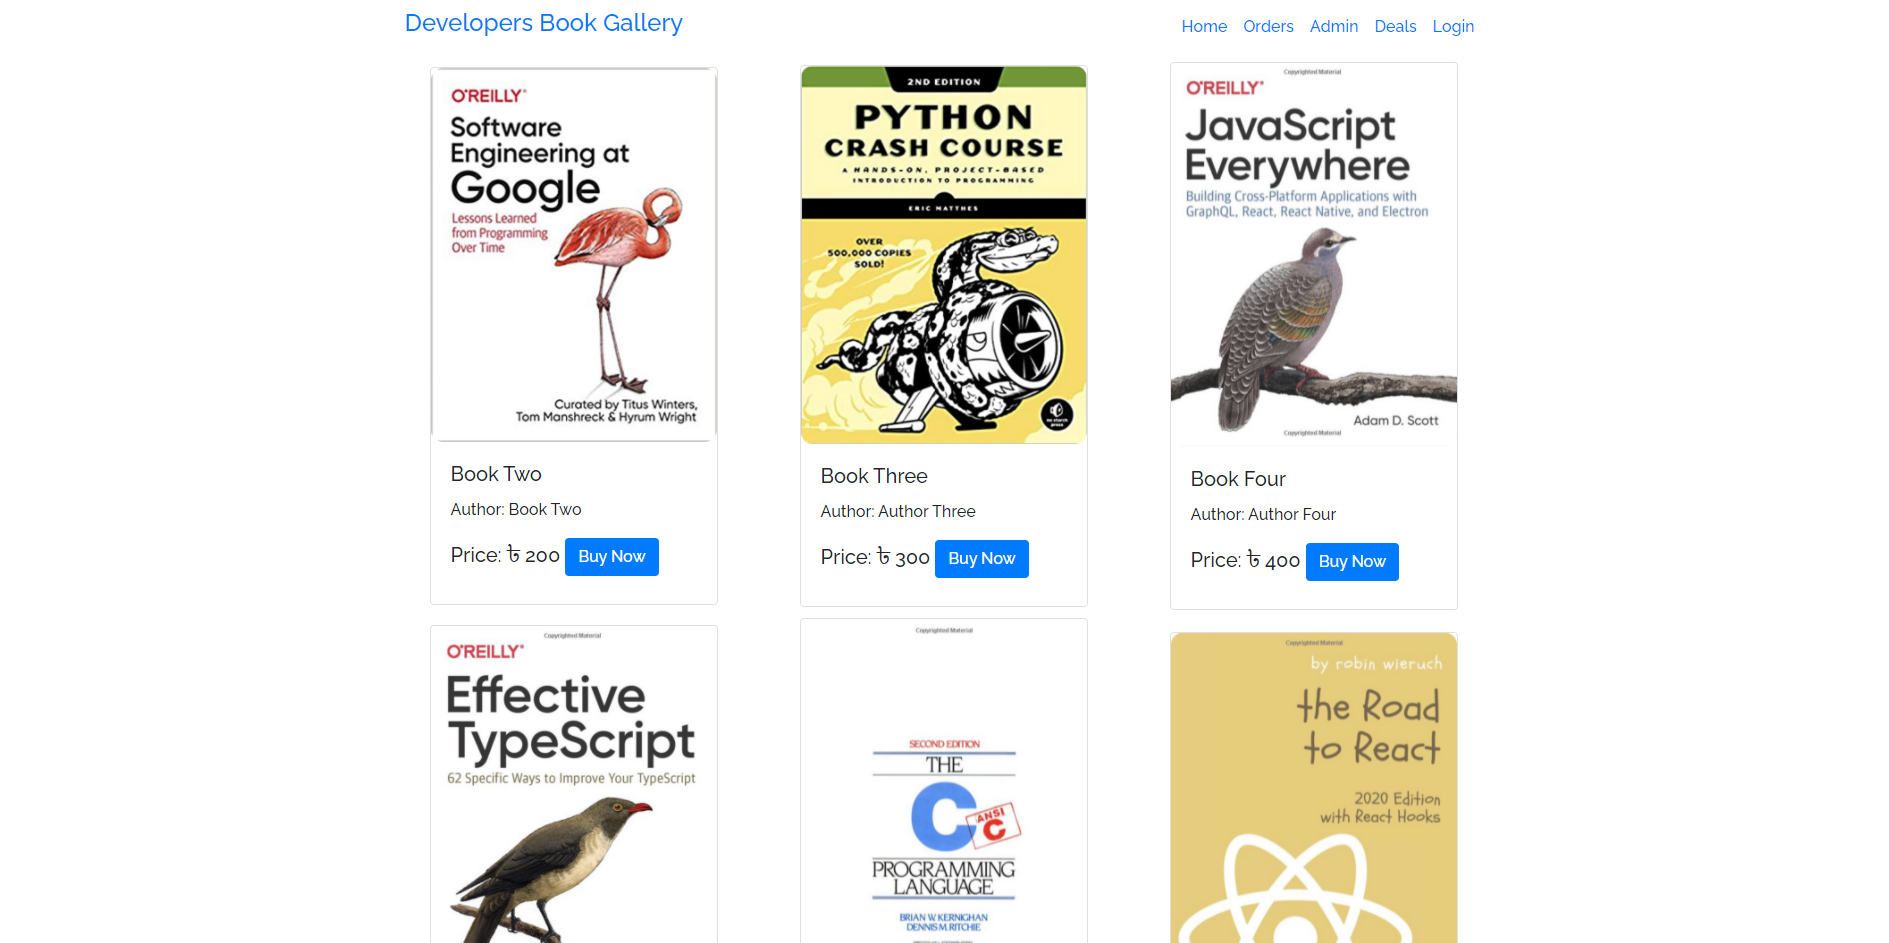 Developers Book Gallery
Home Orders Admin Deals Login
O'REILLY®
Software
Engineering at
Google
Lessons Learned
from Programming
Over Time
Curated by Titus Winters,
Tom Manshreck & Hyrum Wright
Book Two
Author: Book Two
Price: ৳ 200 Buy Now
2ND EDITION
PYTHON
CRASH COURSE
A HANDS-ON, PROJECT-BASED
INTRODUCTION TO PROGRAMMING
ERIC MATTHES
OVER
500,000 COPIES
SOLD!
no starch
press
Book Three
Author: Author Three
Price: ৳ 300 Buy Now
Copyrighted Material
O'REILLY®
JavaScript
Everywhere
Building Cross-Platform Applications with
GraphQL, React, React Native, and Electron
Adam D. Scott
Copyrighted Material
Book Four
Author: Author Four
Price: ৳ 400 Buy Now
Copyrighted Material
O'REILLY®
Effective
TypeScript
62 Specific Ways to Improve Your TypeScript
Copyrighted Material
SECOND EDITION
THE
C
ANSI
C
PROGRAMMING
LANGUAGE
BRIAN W. KERNIGHAN
DENNIS M. RITCHIE
Copyrighted Material
by robin wieruch
the Road
to React
2020 Edition
with React Hooks